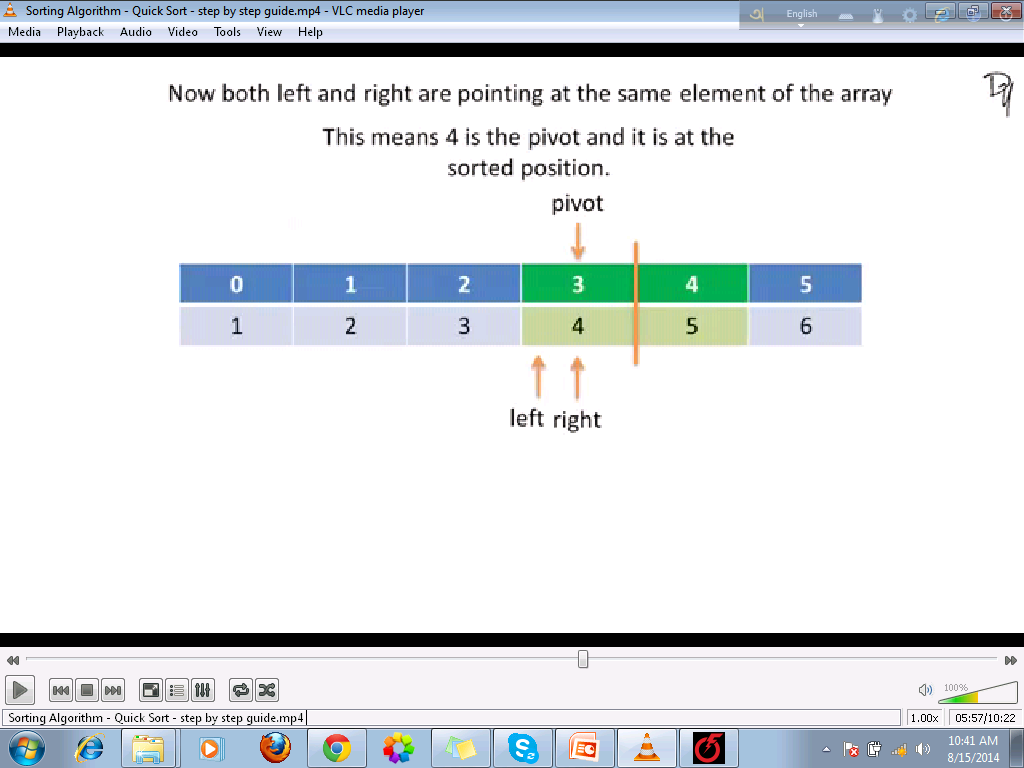 Sorting Algorithm - Quick Sort - step by step guide.mp4 - VLC media player
English
Media Playback Audio Video Tools View Help
Now both left and right are pointing at the same element of the array
This means 4 is the pivot and it is at the
sorted position.
pivot
0 1 2 3 4 5
1 2 3 4 5 6
left right
100%
Sorting Algorithm - Quick Sort - step by step guide.mp4
1.00x
05:57/10:22
10:41 AM
8/15/2014